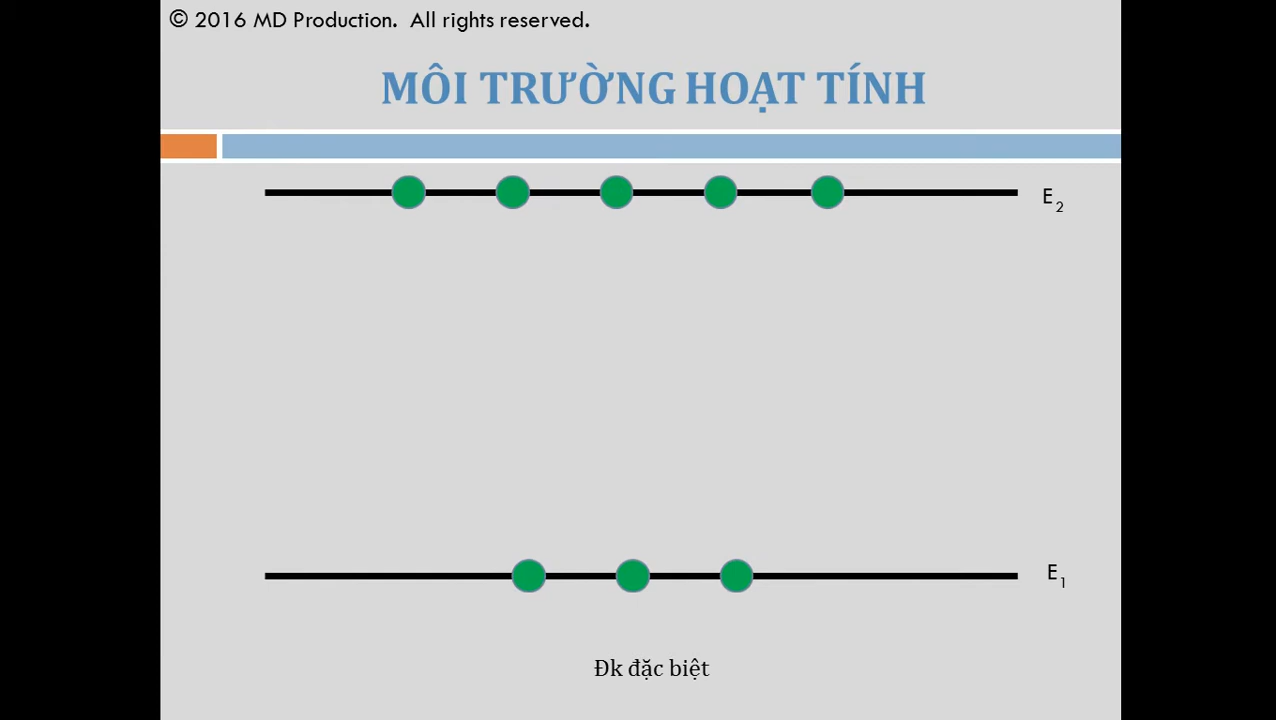 © 2016 MD Production. All rights reserved.
MÔI TRƯỜNG HOẠT TÍNH
E2
E1
Đk đặc biệt